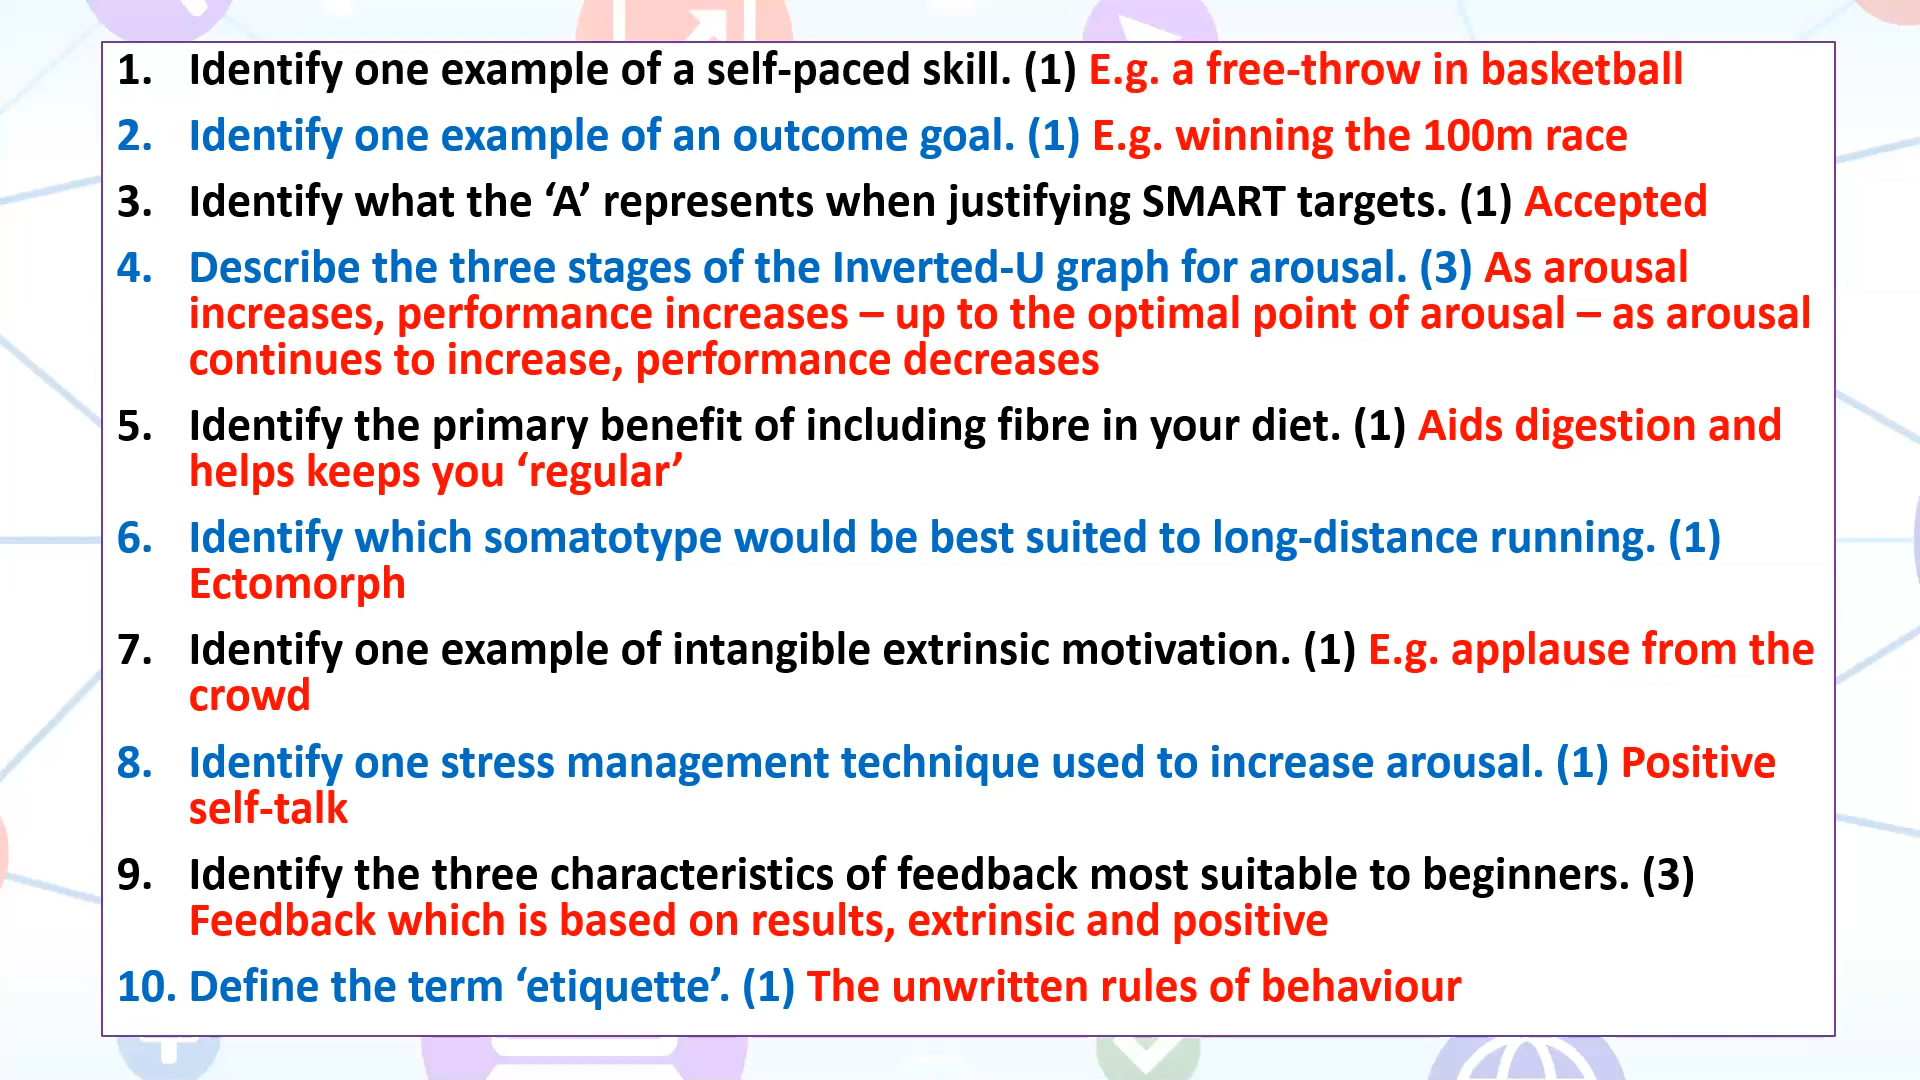 1. Identify one example of a self-paced skill. (1) E.g. a free-throw in basketball
2. Identify one example of an outcome goal. (1) E.g. winning the 100m race
3. Identify what the ‘A’ represents when justifying SMART targets. (1) Accepted
4. Describe the three stages of the Inverted-U graph for arousal. (3) As arousal
increases, performance increases – up to the optimal point of arousal – as arousal
continues to increase, performance decreases
5. Identify the primary benefit of including fibre in your diet. (1) Aids digestion and
helps keeps you ‘regular’
6. Identify which somatotype would be best suited to long-distance running. (1)
Ectomorph
7. Identify one example of intangible extrinsic motivation. (1) E.g. applause from the
crowd
8. Identify one stress management technique used to increase arousal. (1) Positive
self-talk
9. Identify the three characteristics of feedback most suitable to beginners. (3)
Feedback which is based on results, extrinsic and positive
10. Define the term ‘etiquette’. (1) The unwritten rules of behaviour